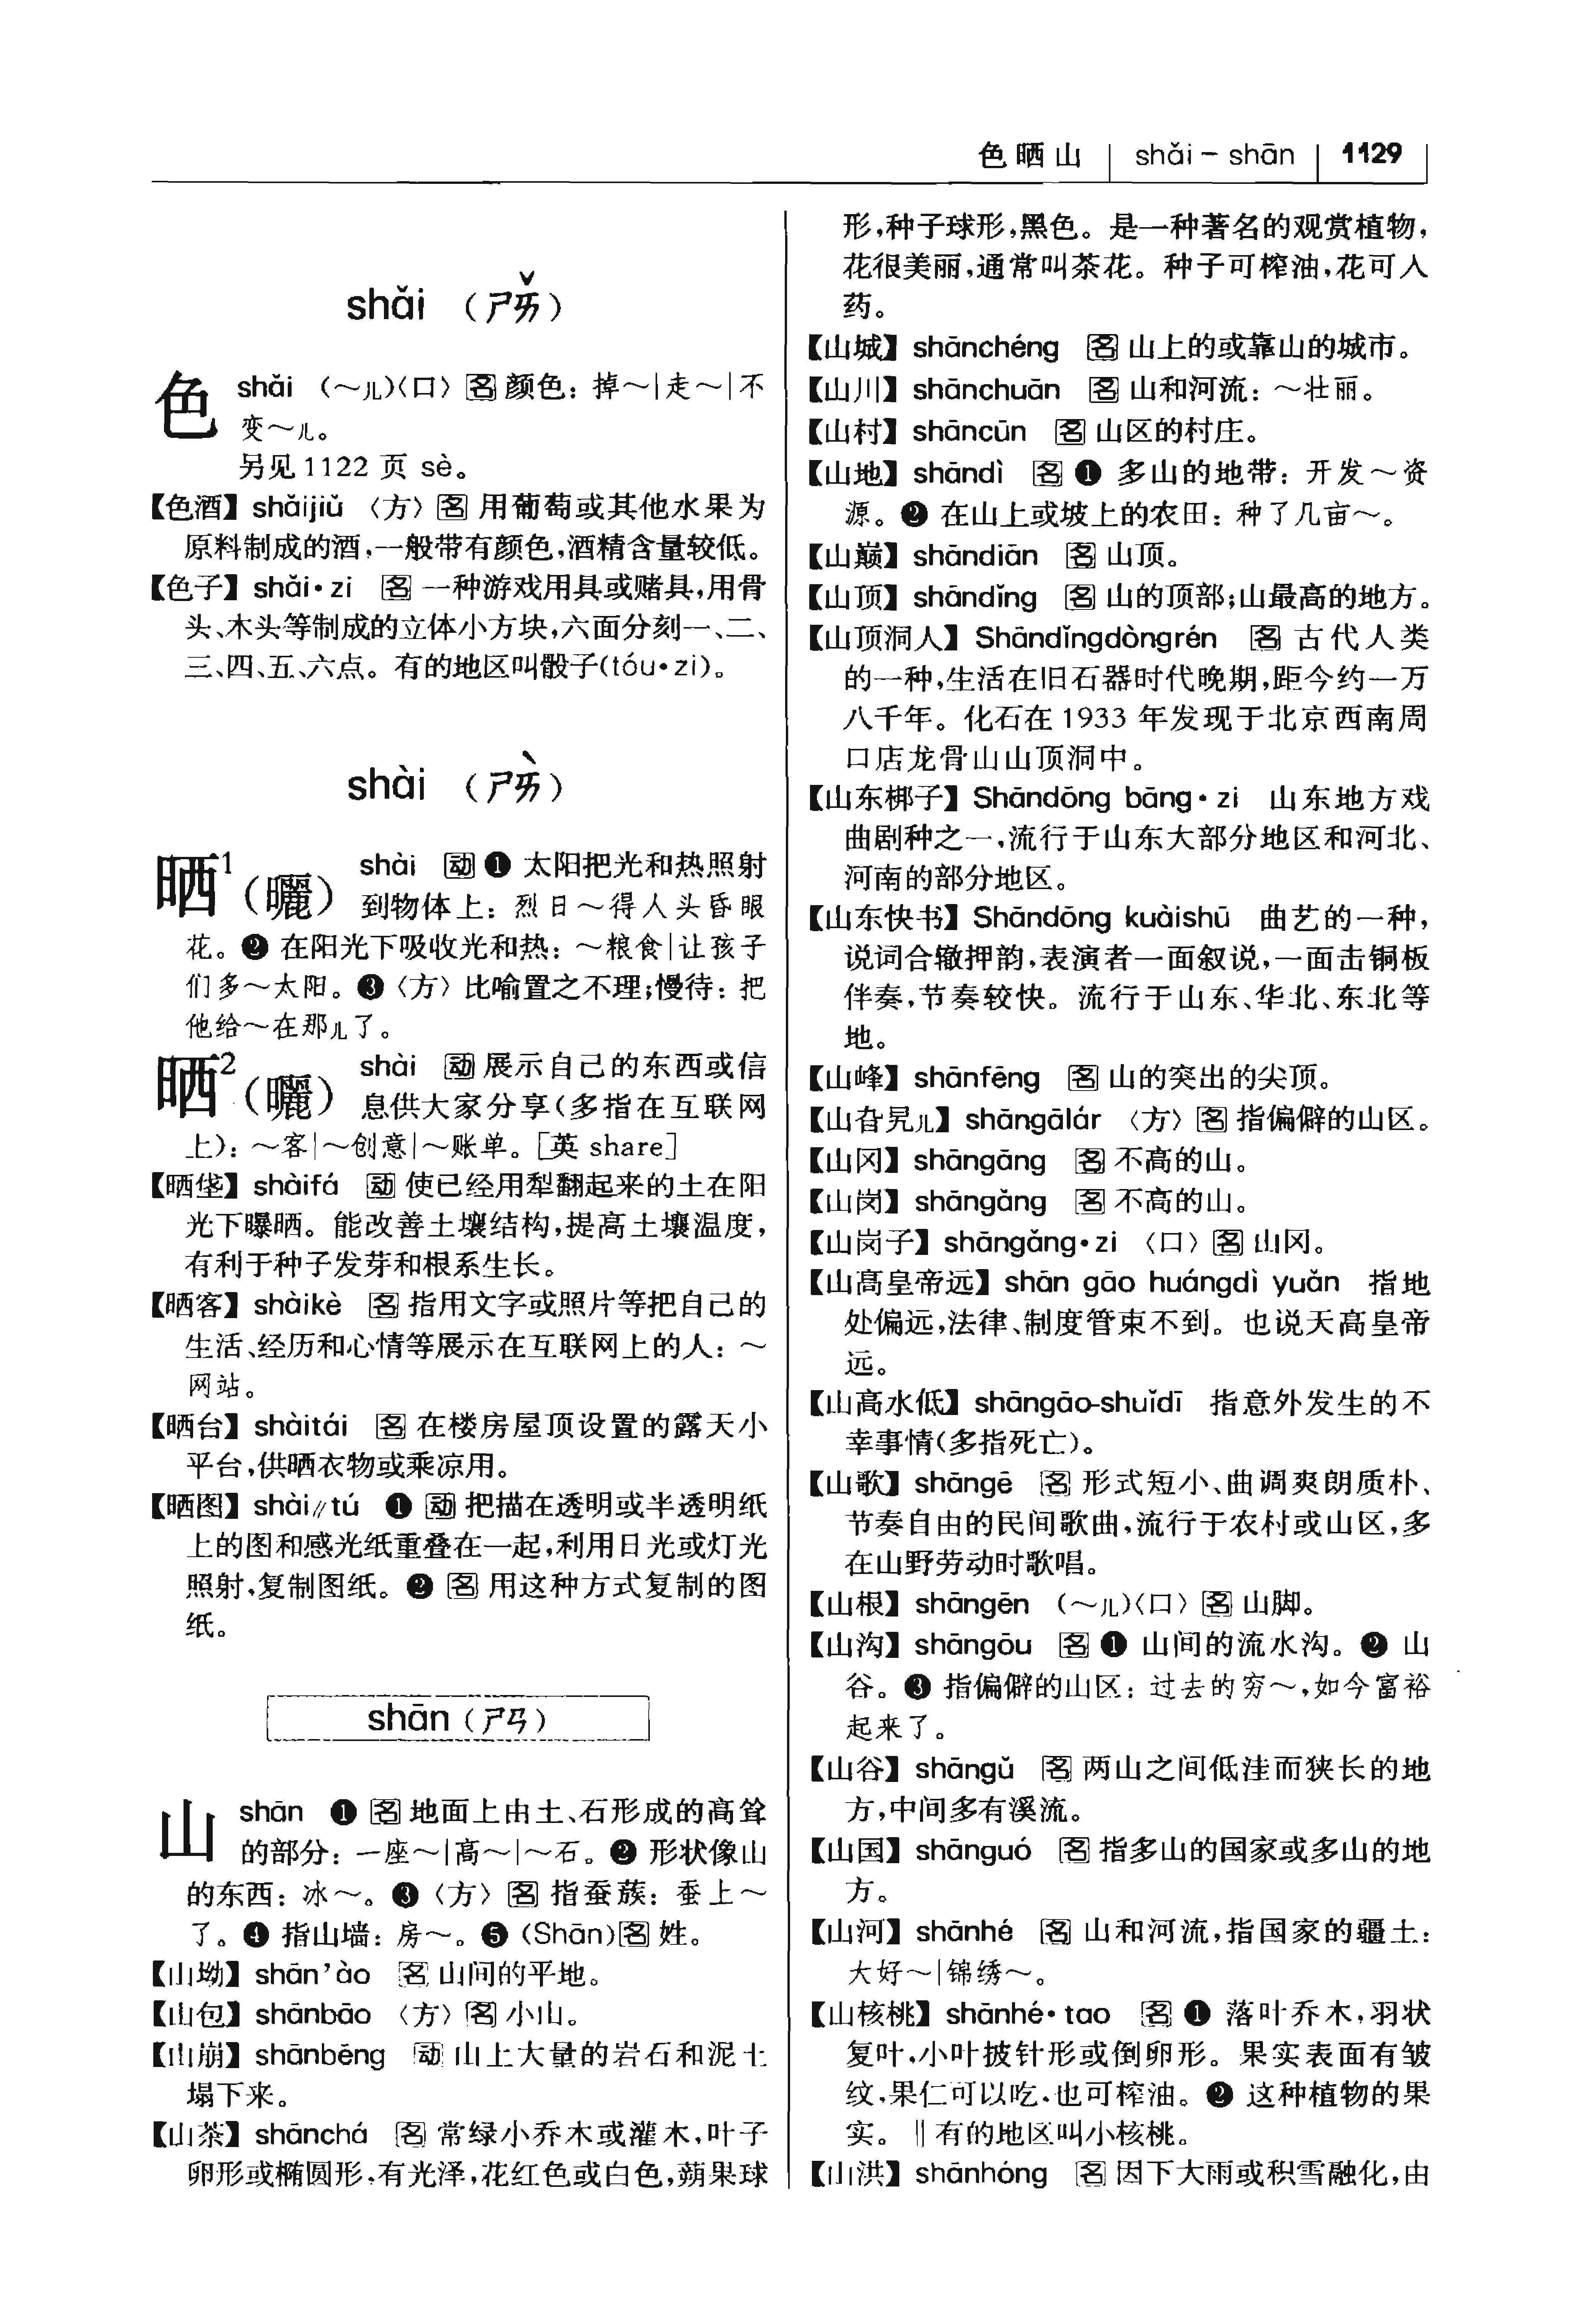 色晒山 | shǎi – shān | 1129
shǎi （ㄕㄞˇ）
色 shǎi （～儿）〈口〉 名 颜色：掉～|走～|不
变～儿。
另见 1122 页 sè。
【色酒】 shǎijiǔ 〈方〉 名 用葡萄或其他水果为
原料制成的酒，一般带有颜色，酒精含量较低。
【色子】 shǎi•zi 名 一种游戏用具或赌具，用骨
头、木头等制成的立体小方块，六面分刻一、二、
三、四、五、六点。有的地区叫骰子(tóu•zi)。
shài （ㄕㄞˋ）
晒1（曬） shài 动 ❶ 太阳把光和热照射
到物体上：烈日～得人头昏眼
花。❷ 在阳光下吸收光和热：～粮食|让孩子
们多～太阳。❸〈方〉比喻置之不理；慢待：把
他给～在那儿了。
晒2（曬） shài 动 展示自己的东西或信
息供大家分享（多指在互联网
上）：～客|～创意|～账单。［英 share］
【晒垡】 shàifá 动 使已经用犁翻起来的土在阳
光下曝晒。能改善土壤结构，提高土壤温度，
有利于种子发芽和根系生长。
【晒客】 shàikè 名 指用文字或照片等把自己的
生活、经历和心情等展示在互联网上的人：～
网站。
【晒台】 shàitái 名 在楼房屋顶设置的露天小
平台，供晒衣物或乘凉用。
【晒图】 shài∥tú ❶ 动 把描在透明或半透明纸
上的图和感光纸重叠在一起，利用日光或灯光
照射，复制图纸。❷ 名 用这种方式复制的图
纸。
shān（ㄕㄢ）
山 shān ❶ 名 地面上由土、石形成的高耸
的部分：一座～|高～|～石。❷ 形状像山
的东西：冰～。❸〈方〉 名 指蚕蔟：蚕上～
了。❹ 指山墙：房～。❺ (Shān) 名 姓。
【山坳】 shān’ào 名 山间的平地。
【山包】 shānbāo 〈方〉 名 小山。
【山崩】 shānbēng 动 山上大量的岩石和泥土
塌下来。
【山茶】 shānchá 名 常绿小乔木或灌木，叶子
卵形或椭圆形，有光泽，花红色或白色，蒴果球
形，种子球形，黑色。是一种著名的观赏植物，
花很美丽，通常叫茶花。种子可榨油，花可入
药。
【山城】 shānchéng 名 山上的或靠山的城市。
【山川】 shānchuān 名 山和河流：～壮丽。
【山村】 shāncūn 名 山区的村庄。
【山地】 shāndì 名 ❶ 多山的地带：开发～资
源。❷ 在山上或坡上的农田：种了几亩～。
【山巅】 shāndiān 名 山顶。
【山顶】 shāndǐng 名 山的顶部；山最高的地方。
【山顶洞人】 Shāndǐngdòngrén 名 古代人类
的一种，生活在旧石器时代晚期，距今约一万
八千年。化石在 1933 年发现于北京西南周
口店龙骨山山顶洞中。
【山东梆子】 Shāndōng bāng•zi 山东地方戏
曲剧种之一，流行于山东大部分地区和河北、
河南的部分地区。
【山东快书】 Shāndōng kuàishū 曲艺的一种，
说词合辙押韵，表演者一面叙说，一面击铜板
伴奏，节奏较快。流行于山东、华北、东北等
地。
【山峰】 shānfēng 名 山的突出的尖顶。
【山旮旯儿】 shāngālár 〈方〉 名 指偏僻的山区。
【山冈】 shāngāng 名 不高的山。
【山岗】 shāngǎng 名 不高的山。
【山岗子】 shāngǎng•zi 〈口〉 名 山冈。
【山高皇帝远】 shān gāo huángdì yuǎn 指地
处偏远，法律、制度管束不到。也说天高皇帝
远。
【山高水低】 shāngāo-shuǐdī 指意外发生的不
幸事情（多指死亡）。
【山歌】 shāngē 名 形式短小、曲调爽朗质朴、
节奏自由的民间歌曲，流行于农村或山区，多
在山野劳动时歌唱。
【山根】 shāngēn （～儿）〈口〉 名 山脚。
【山沟】 shāngōu 名 ❶ 山间的流水沟。❷ 山
谷。❸ 指偏僻的山区：过去的穷～，如今富裕
起来了。
【山谷】 shāngǔ 名 两山之间低洼而狭长的地
方，中间多有溪流。
【山国】 shānguó 名 指多山的国家或多山的地
方。
【山河】 shānhé 名 山和河流，指国家的疆土：
大好～|锦绣～。
【山核桃】 shānhé•tao 名 ❶ 落叶乔木，羽状
复叶，小叶披针形或倒卵形。果实表面有皱
纹，果仁可以吃，也可榨油。❷ 这种植物的果
实。‖有的地区叫小核桃。
【山洪】 shānhóng 名 因下大雨或积雪融化，由